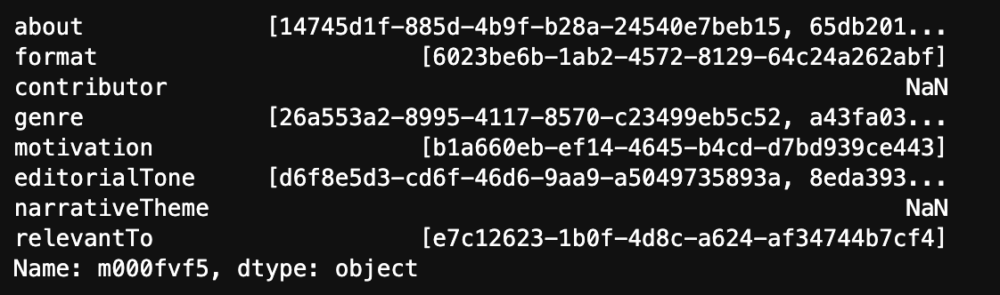 about [14745d1f-885d-4b9f-b28a-24540e7beb15, 65db201...
format [6023be6b-1ab2-4572-8129-64c24a262abf]
contributor NaN
genre [26a553a2-8995-4117-8570-c23499eb5c52, a43fa03...
motivation [b1a660eb-ef14-4645-b4cd-d7bd939ce443]
editorialTone [d6f8e5d3-cd6f-46d6-9aa9-a5049735893a, 8eda393...
narrativeTheme NaN
relevantTo [e7c12623-1b0f-4d8c-a624-af34744b7cf4]
Name: m000fvf5, dtype: object